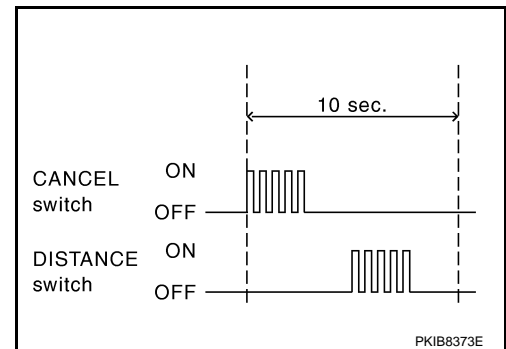 10 sec.
CANCEL switch ON
OFF
DISTANCE switch ON
OFF
PKIB8373E